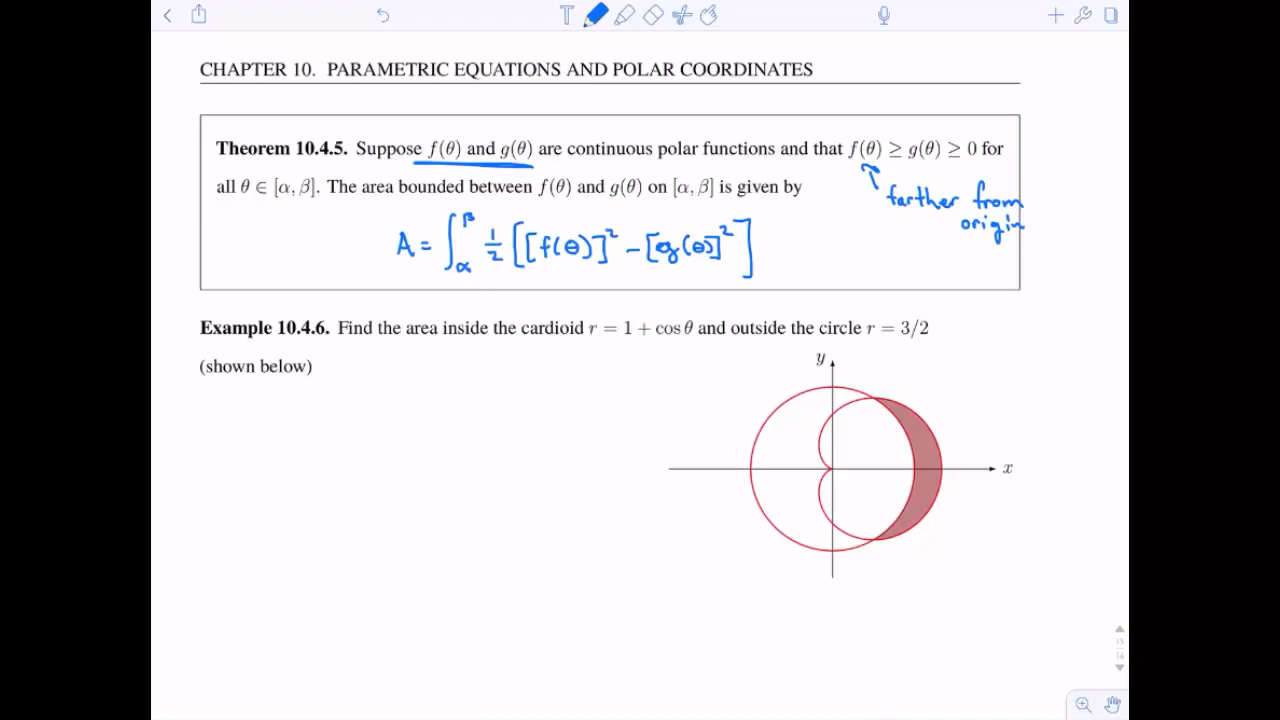 CHAPTER 10. PARAMETRIC EQUATIONS AND POLAR COORDINATES
Theorem 10.4.5. Suppose f(θ) and g(θ) are continuous polar functions and that f(θ) ≥ g(θ) ≥ 0 for
all θ ∈ [α, β]. The area bounded between f(θ) and g(θ) on [α, β] is given by
farther from
origin
A = ∫_α^β 1/2 [[f(θ)]² − [g(θ)]²]
Example 10.4.6. Find the area inside the cardioid r = 1 + cos θ and outside the circle r = 3/2
(shown below)
y
x
15
16